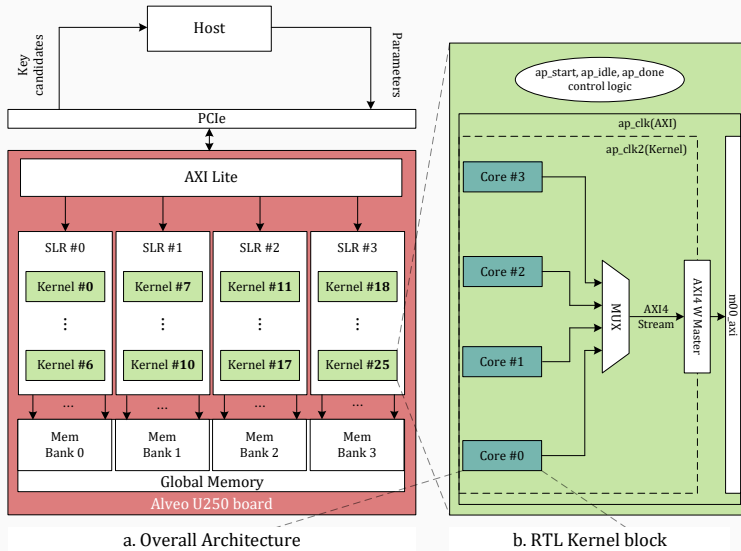 Host
Key
candidates
Parameters
PCIe
AXI Lite
SLR #0
SLR #1
SLR #2
SLR #3
Kernel #0
Kernel #7
Kernel #11
Kernel #18
...
...
...
...
Kernel #6
Kernel #10
Kernel #17
Kernel #25
...
...
...
...
Mem
Bank 0
Mem
Bank 1
Mem
Bank 2
Mem
Bank 3
Global Memory
Alveo U250 board
a. Overall Architecture
ap_start, ap_idle, ap_done
control logic
ap_clk(AXI)
ap_clk2(Kernel)
Core #3
Core #2
Core #1
Core #0
MUX
AXI4
Stream
AXI4 W Master
m00_axi
b. RTL Kernel block